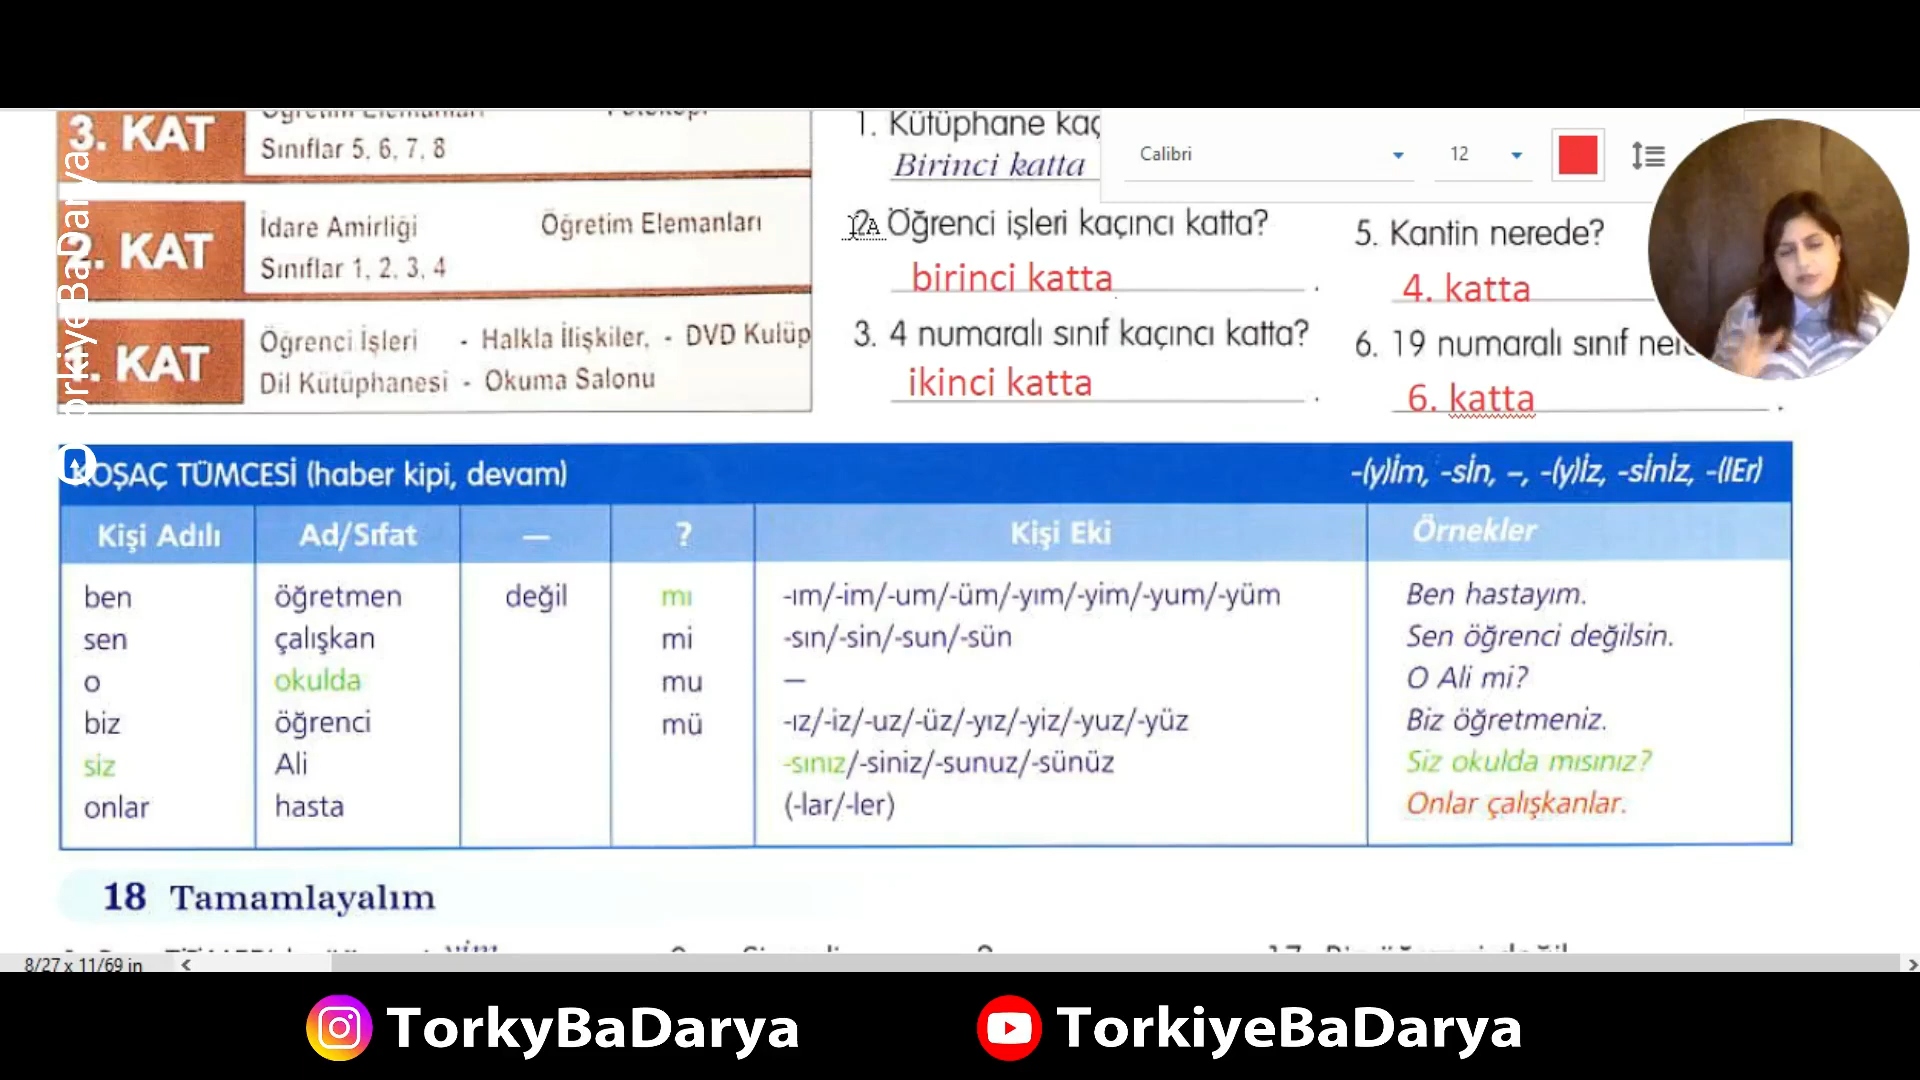 3. KAT
Sınıflar 5, 6, 7, 8
2. KAT
İdare Amirliği Öğretim Elemanları
Sınıflar 1, 2, 3, 4
1. KAT
Öğrenci İşleri - Halkla İlişkiler, - DVD Kulüp
Dil Kütüphanesi - Okuma Salonu
TorkiyeBaDarya
1. Kütüphane
Birinci katta
2. Öğrenci işleri kaçıncı katta?
birinci katta .
3. 4 numaralı sınıf kaçıncı katta?
ikinci katta .
Calibri 12
5. Kantin nerede?
4. katta
6. 19 numaralı sınıf
6. katta .
KOŞAÇ TÜMCESİ (haber kipi, devam) -(y)İm, -sİn, –, -(y)İz, -sİnİz, -(lEr)
Kişi Adılı Ad/Sıfat — ? Kişi Eki Örnekler
ben öğretmen değil mı -ım/-im/-um/-üm/-yım/-yim/-yum/-yüm Ben hastayım.
sen çalışkan mi -sın/-sin/-sun/-sün Sen öğrenci değilsin.
o okulda mu — O Ali mi?
biz öğrenci mü -ız/-iz/-uz/-üz/-yız/-yiz/-yuz/-yüz Biz öğretmeniz.
siz Ali -sınız/-siniz/-sunuz/-sünüz Siz okulda mısınız?
onlar hasta (-lar/-ler) Onlar çalışkanlar.
18 Tamamlayalım
8/27 x 11/69 in
TorkyBaDarya TorkiyeBaDarya